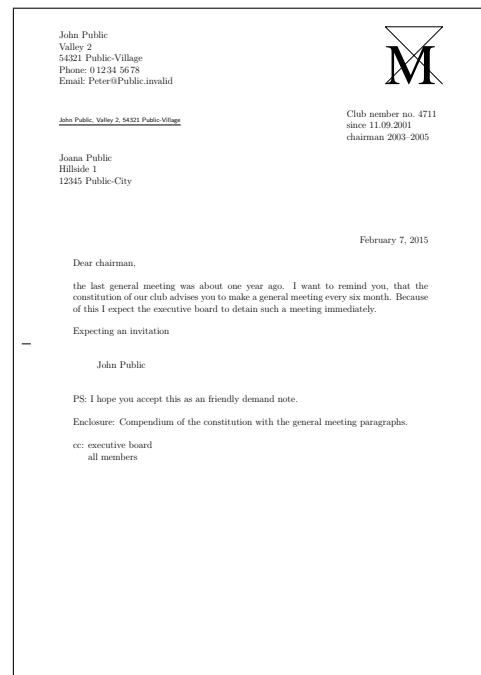 John Public
Valley 2
54321 Public-Village
Phone: 0 12 34 56 78
Email: Peter@Public.invalid
M
John Public, Valley 2, 54321 Public-Village
Club nember no. 4711
since 11.09.2001
chairman 2003–2005
Joana Public
Hillside 1
12345 Public-City
February 7, 2015
Dear chairman,
the last general meeting was about one year ago. I want to remind you, that the
constitution of our club advises you to make a general meeting every six month. Because
of this I expect the executive board to detain such a meeting immediately.
Expecting an invitation
John Public
PS: I hope you accept this as an friendly demand note.
Enclosure: Compendium of the constitution with the general meeting paragraphs.
cc: executive board
all members